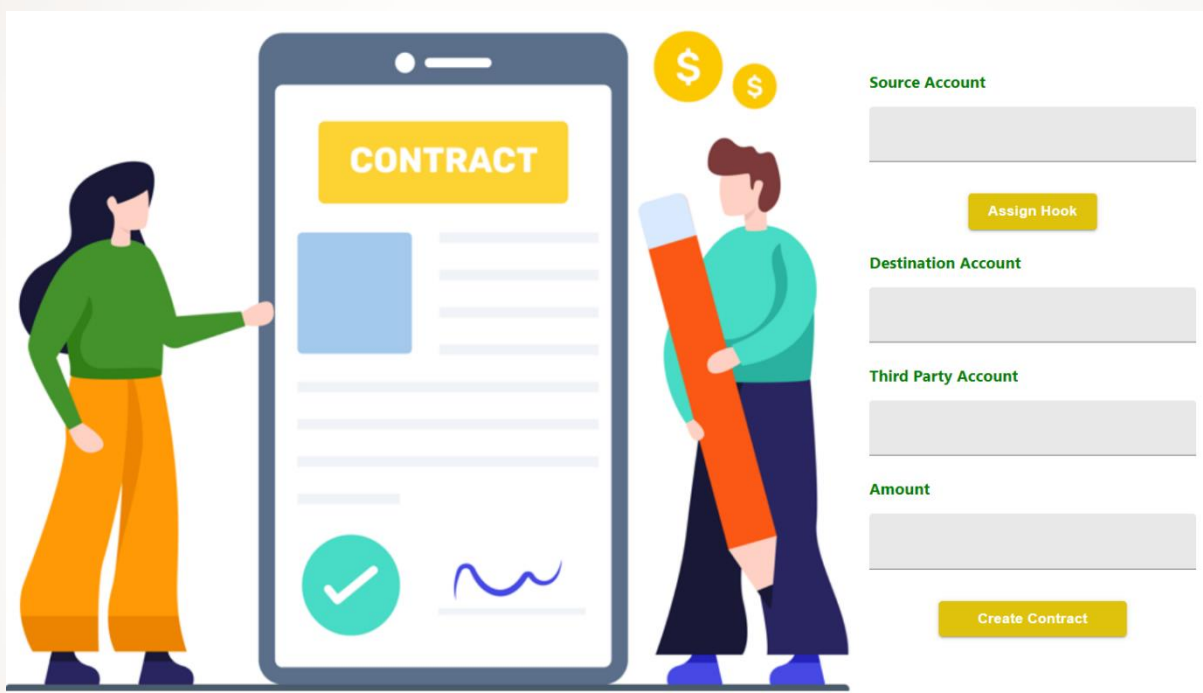 CONTRACT
$
$
Source Account
Assign Hook
Destination Account
Third Party Account
Amount
Create Contract